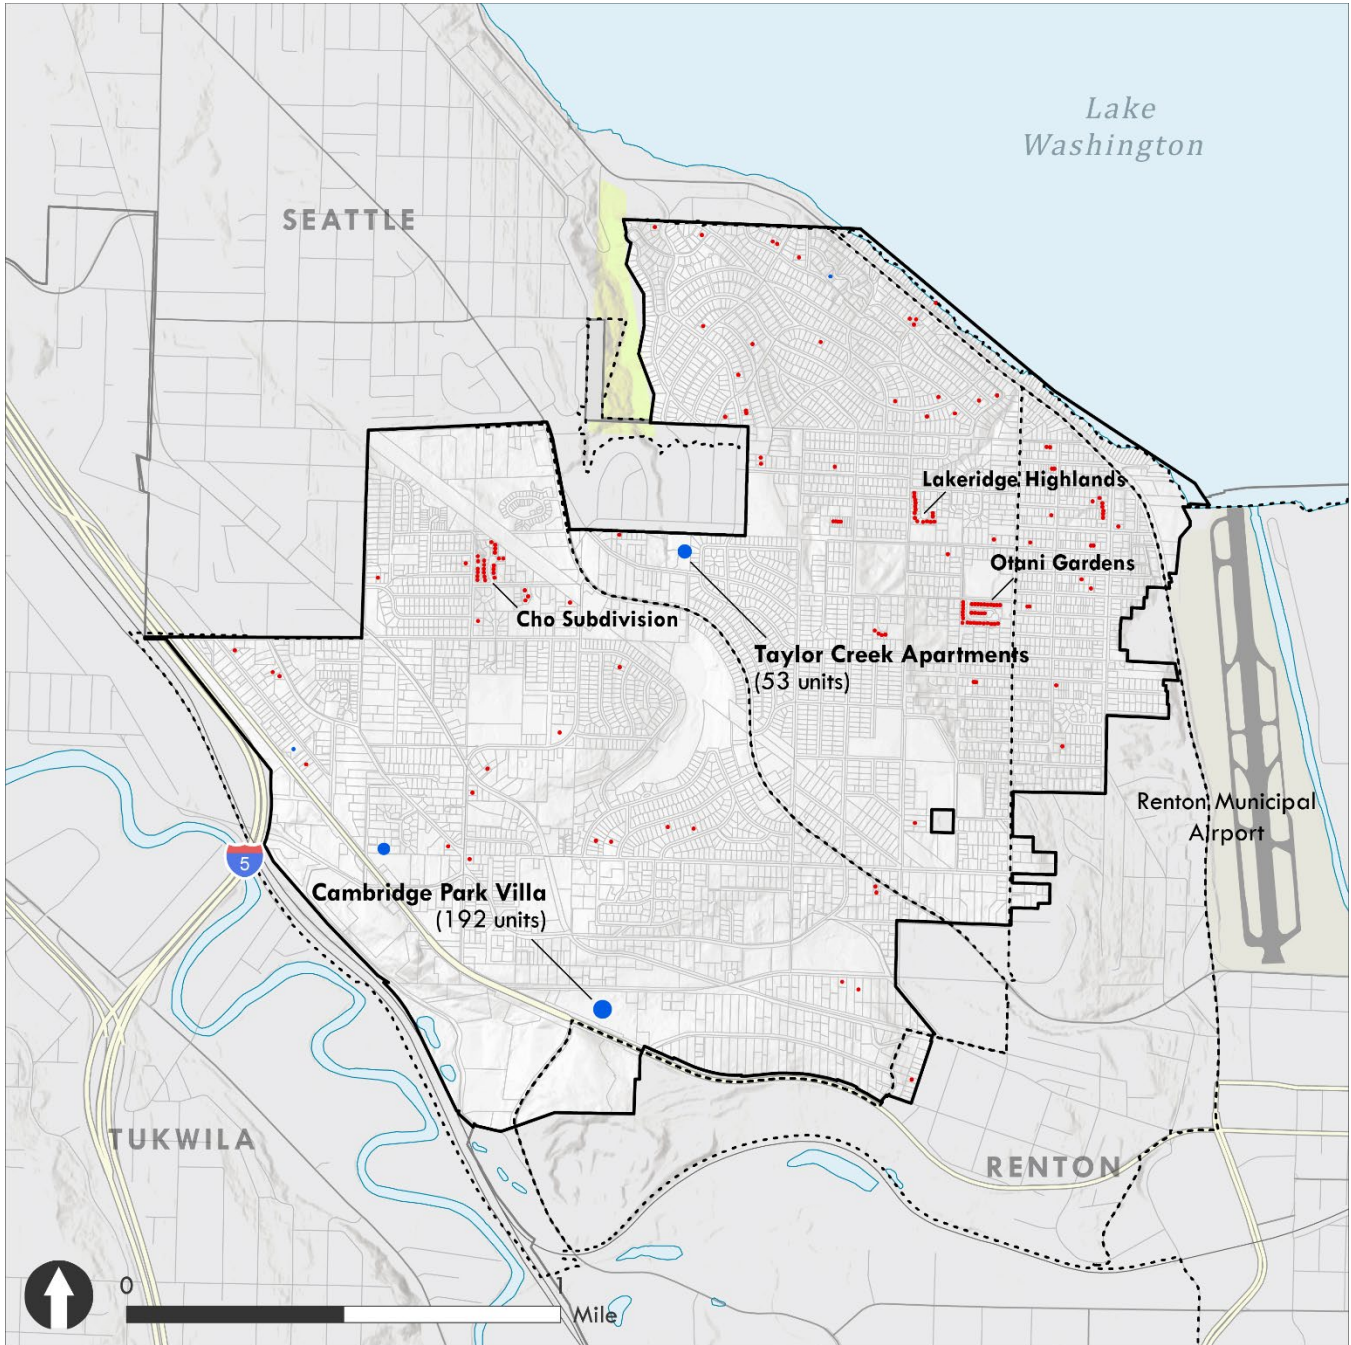 Lake
Washington
SEATTLE
Lakeridge Highlands
Otani Gardens
Cho Subdivision
Taylor Creek Apartments
(53 units)
Renton Municipal
Airport
5
Cambridge Park Villa
(192 units)
TUKWILA
RENTON
0
1
Mile